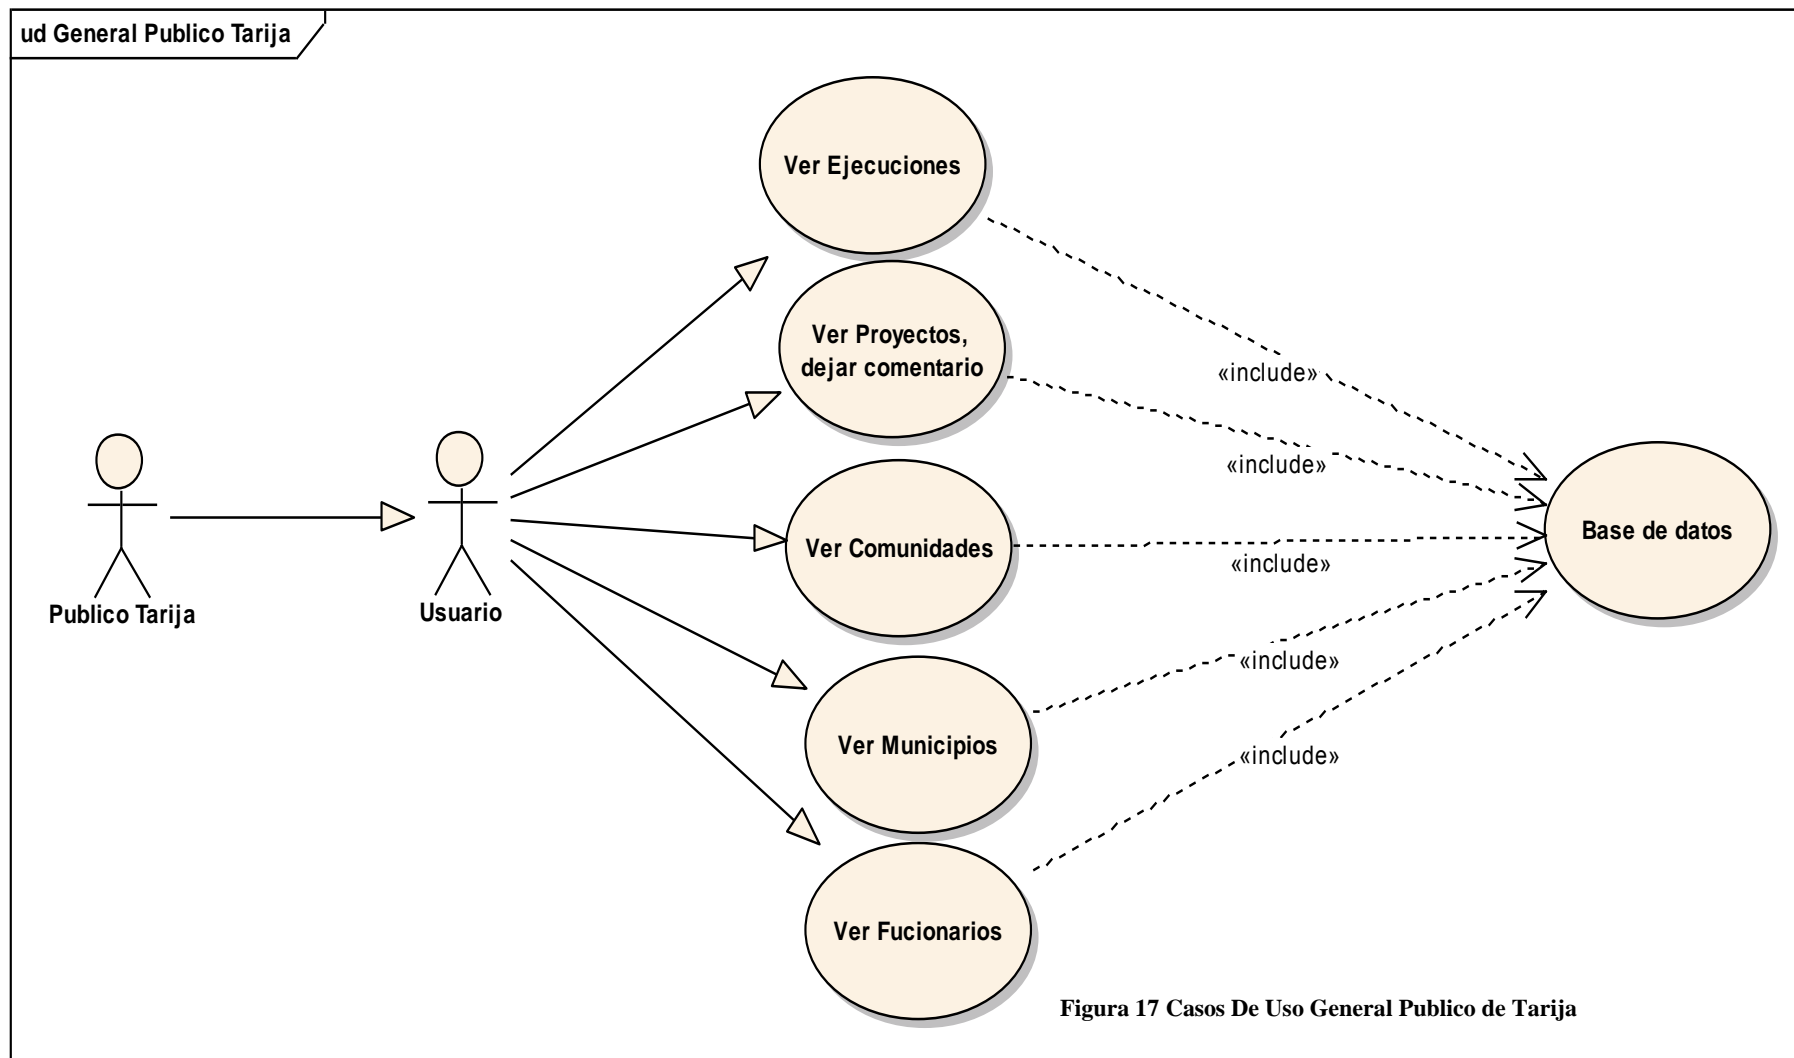 ud General Publico Tarija
Ver Ejecuciones
Ver Proyectos,
dejar comentario
«include»
«include»
Publico Tarija
Usuario
Ver Comunidades
«include»
Base de datos
Ver Municipios
«include»
«include»
Ver Fucionarios
Figura 17 Casos De Uso General Publico de Tarija